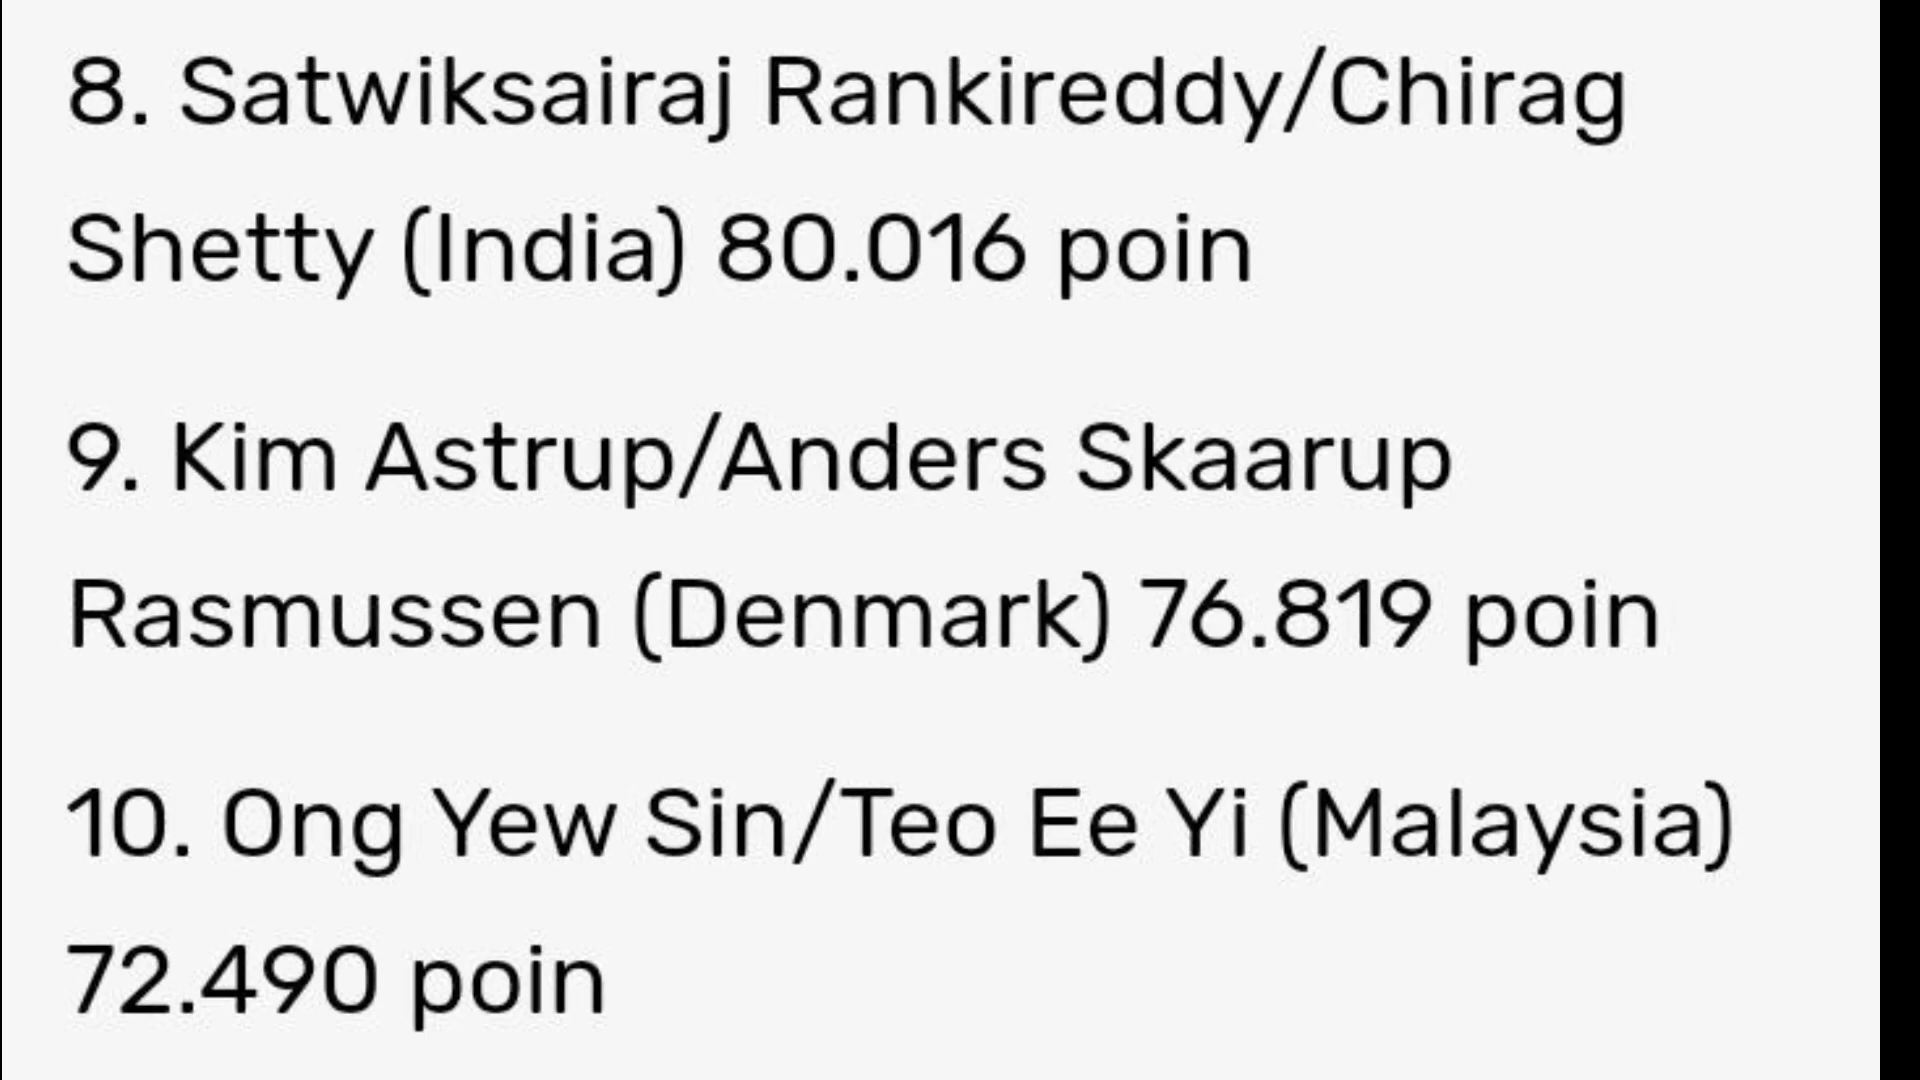 8. Satwiksairaj Rankireddy/Chirag
Shetty (India) 80.016 poin
9. Kim Astrup/Anders Skaarup
Rasmussen (Denmark) 76.819 poin
10. Ong Yew Sin/Teo Ee Yi (Malaysia)
72.490 poin